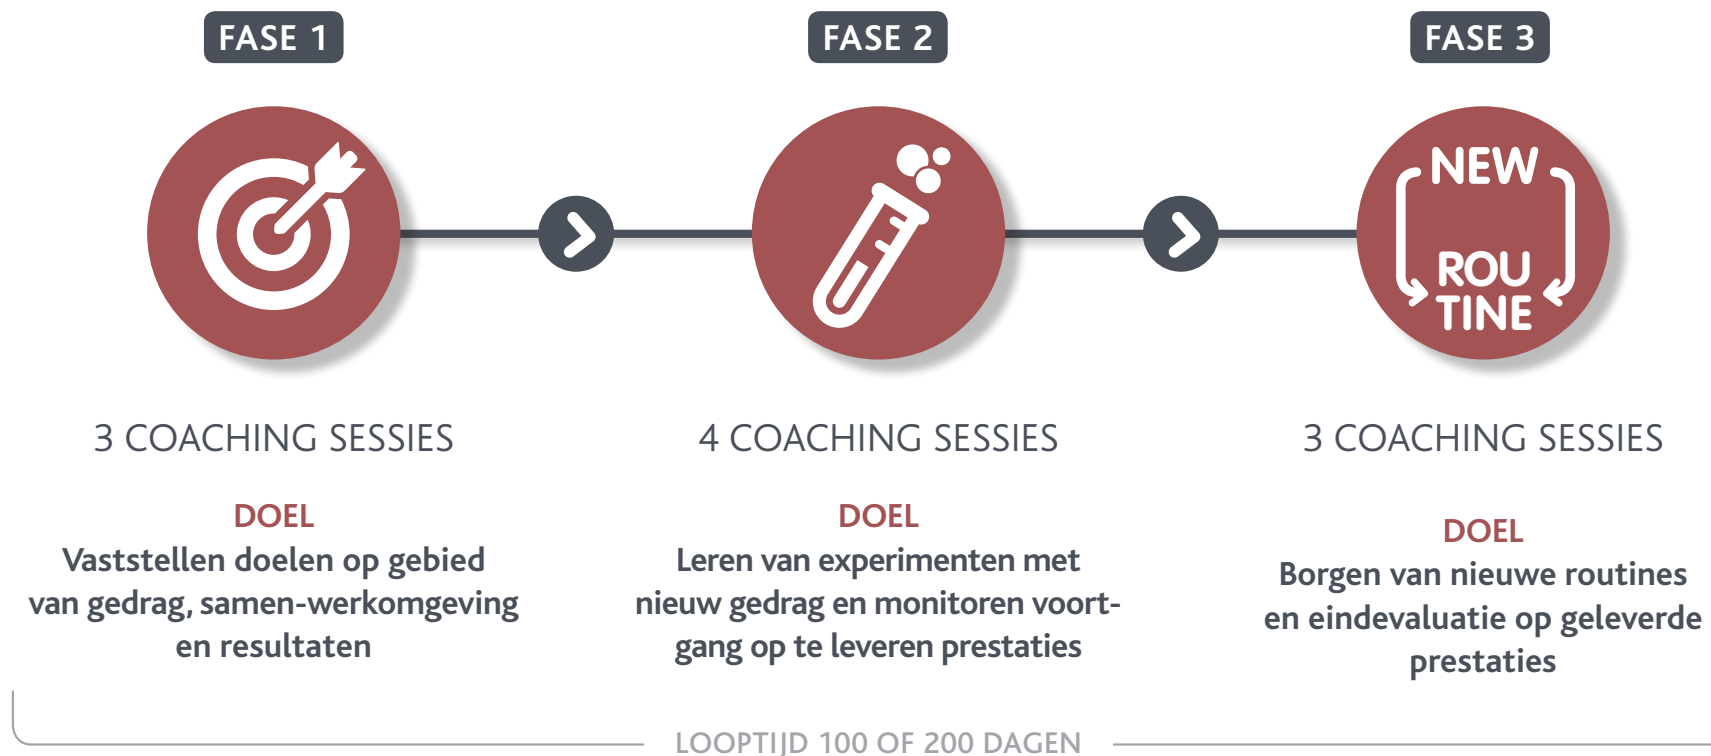 FASE 1
FASE 2
FASE 3
NEW
ROU
TINE
3 COACHING SESSIES
4 COACHING SESSIES
3 COACHING SESSIES
DOEL
Vaststellen doelen op gebied
van gedrag, samen-werkomgeving
en resultaten
DOEL
Leren van experimenten met
nieuw gedrag en monitoren voort-
gang op te leveren prestaties
DOEL
Borgen van nieuwe routines
en eindevaluatie op geleverde
prestaties
LOOPTIJD 100 OF 200 DAGEN